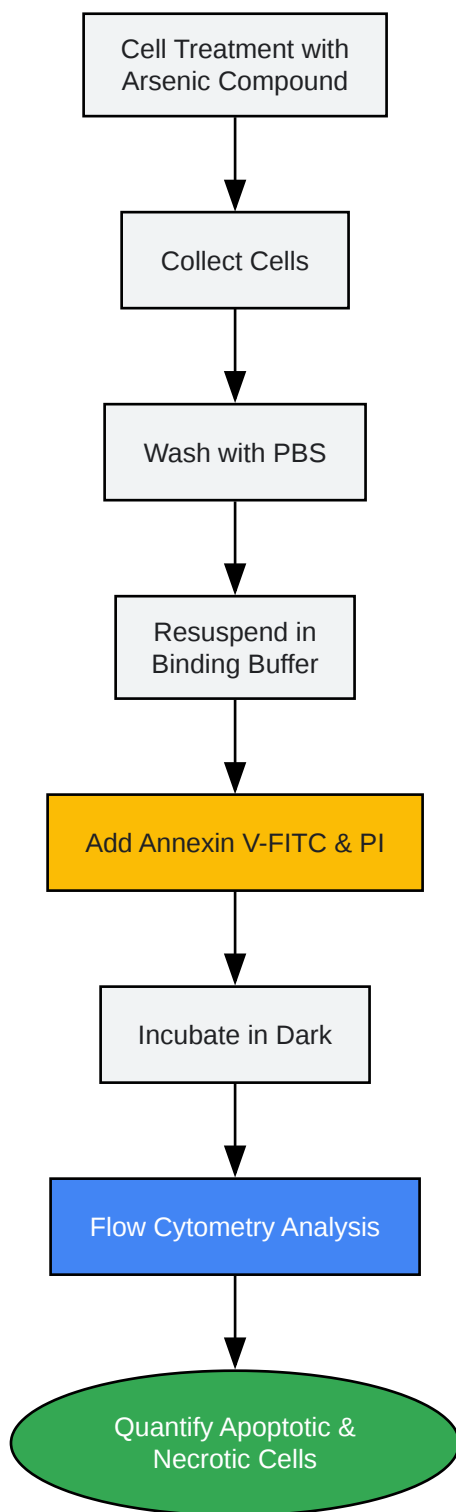 Cell Treatment with
Arsenic Compound
Collect Cells
Wash with PBS
Resuspend in
Binding Buffer
Add Annexin V-FITC & PI
Incubate in Dark
Flow Cytometry Analysis
Quantify Apoptotic &
Necrotic Cells